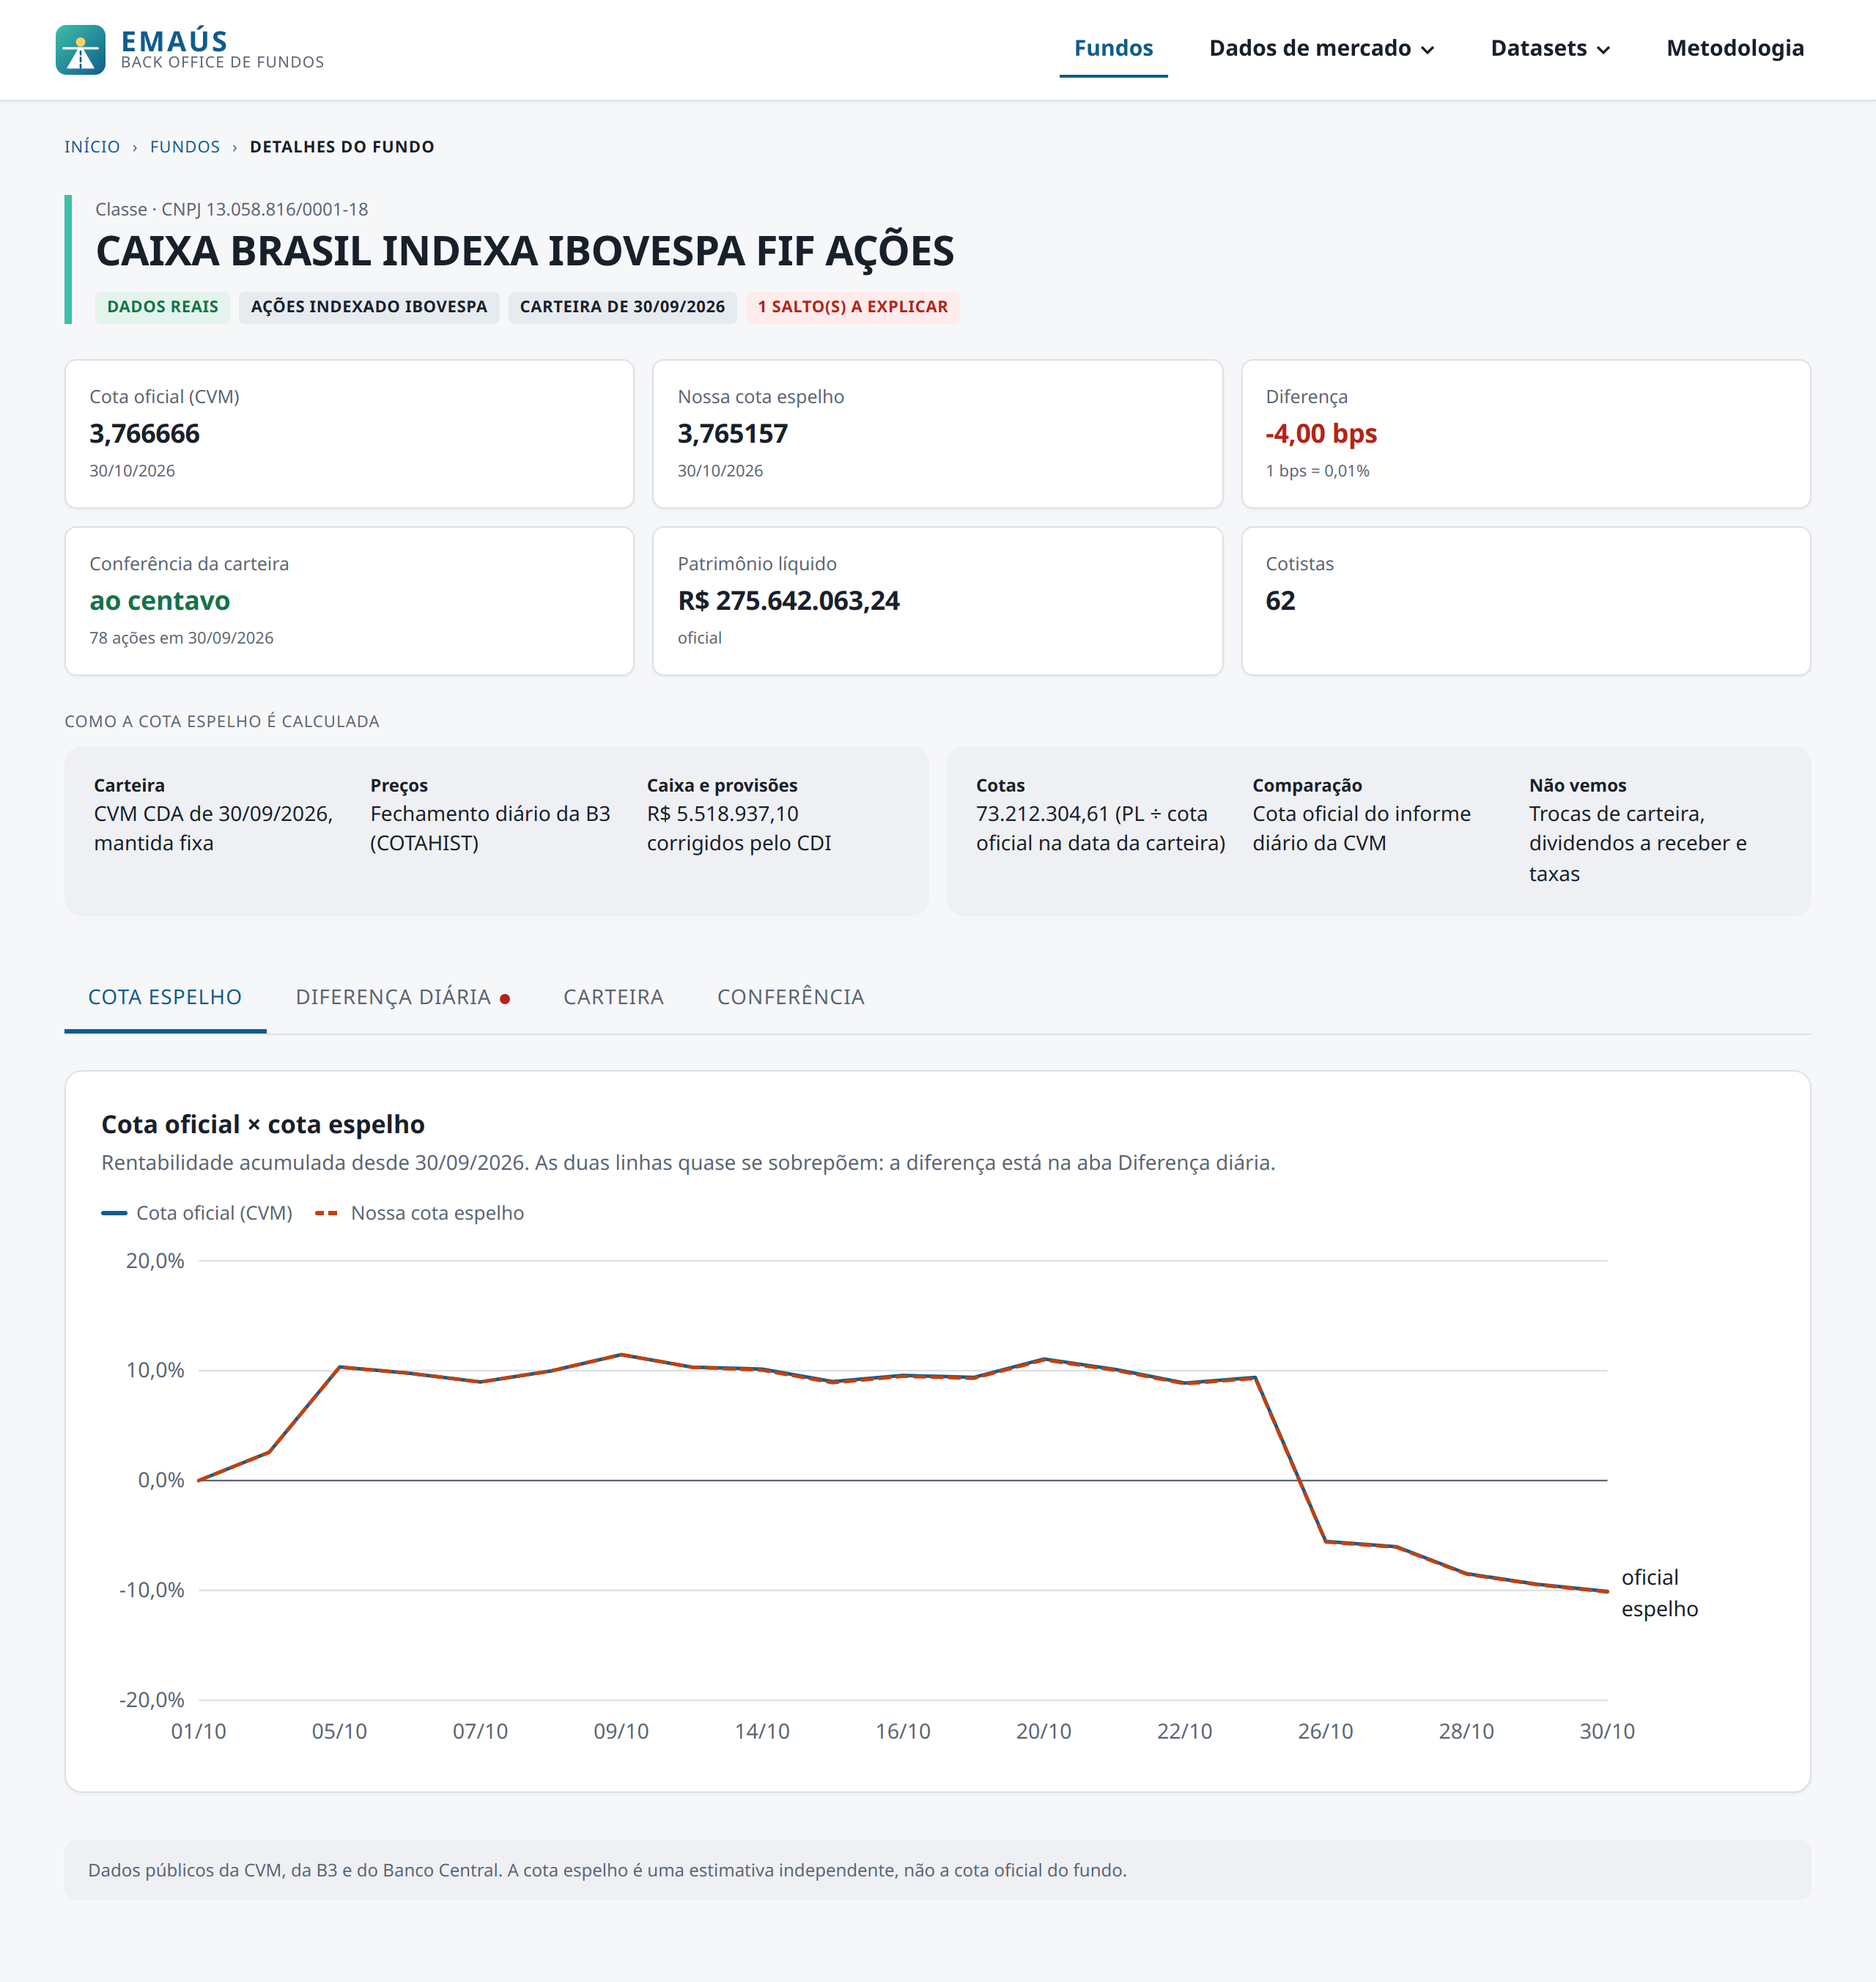 EMAÚS
BACK OFFICE DE FUNDOS
Fundos
Dados de mercado
Datasets
Metodologia
INÍCIO › FUNDOS › DETALHES DO FUNDO
Classe · CNPJ 13.058.816/0001-18
CAIXA BRASIL INDEXA IBOVESPA FIF AÇÕES
DADOS REAIS
AÇÕES INDEXADO IBOVESPA
CARTEIRA DE 30/09/2026
1 SALTO(S) A EXPLICAR
Cota oficial (CVM)
3,766666
30/10/2026
Nossa cota espelho
3,765157
30/10/2026
Diferença
-4,00 bps
1 bps = 0,01%
Conferência da carteira
ao centavo
78 ações em 30/09/2026
Patrimônio líquido
R$ 275.642.063,24
oficial
Cotistas
62
COMO A COTA ESPELHO É CALCULADA
Carteira
CVM CDA de 30/09/2026,
mantida fixa
Preços
Fechamento diário da B3
(COTAHIST)
Caixa e provisões
R$ 5.518.937,10
corrigidos pelo CDI
Cotas
73.212.304,61 (PL ÷ cota
oficial na data da carteira)
Comparação
Cota oficial do informe
diário da CVM
Não vemos
Trocas de carteira,
dividendos a receber e
taxas
COTA ESPELHO
DIFERENÇA DIÁRIA
CARTEIRA
CONFERÊNCIA
Cota oficial × cota espelho
Rentabilidade acumulada desde 30/09/2026. As duas linhas quase se sobrepõem: a diferença está na aba Diferença diária.
Cota oficial (CVM)
Nossa cota espelho
20,0%
10,0%
0,0%
-10,0%
-20,0%
oficial
espelho
01/10
05/10
07/10
09/10
14/10
16/10
20/10
22/10
26/10
28/10
30/10
Dados públicos da CVM, da B3 e do Banco Central. A cota espelho é uma estimativa independente, não a cota oficial do fundo.